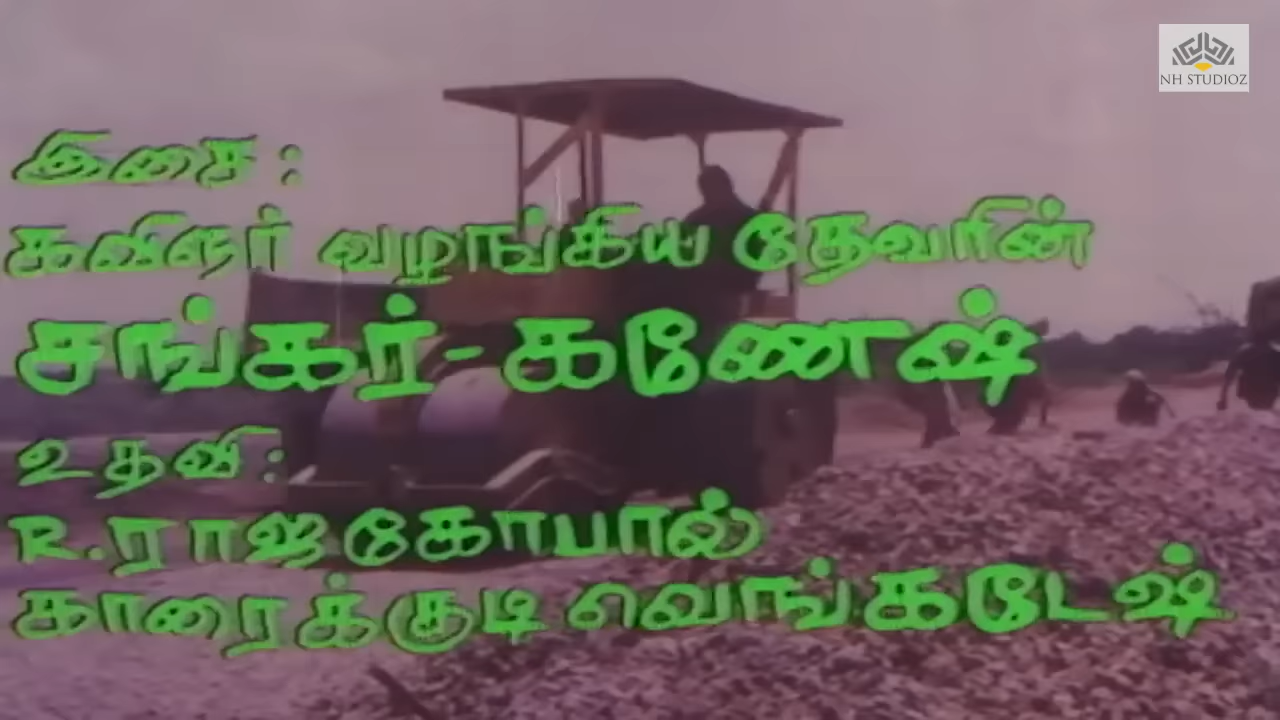 NH STUDIOZ
இசை:
கவிஞர் வழங்கிய தேவரின்
சங்கர்-கணேஷ்
உதவி:
R.ராஜகோபால்
காரைக்குடி வெங்கடேஷ்